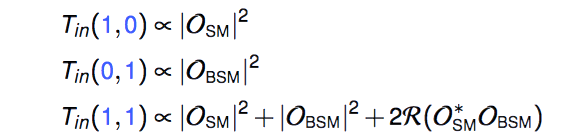 T_in(1,0) ∝ |O_SM|²
T_in(0,1) ∝ |O_BSM|²
T_in(1,1) ∝ |O_SM|² + |O_BSM|² + 2R(O*_SM O_BSM)